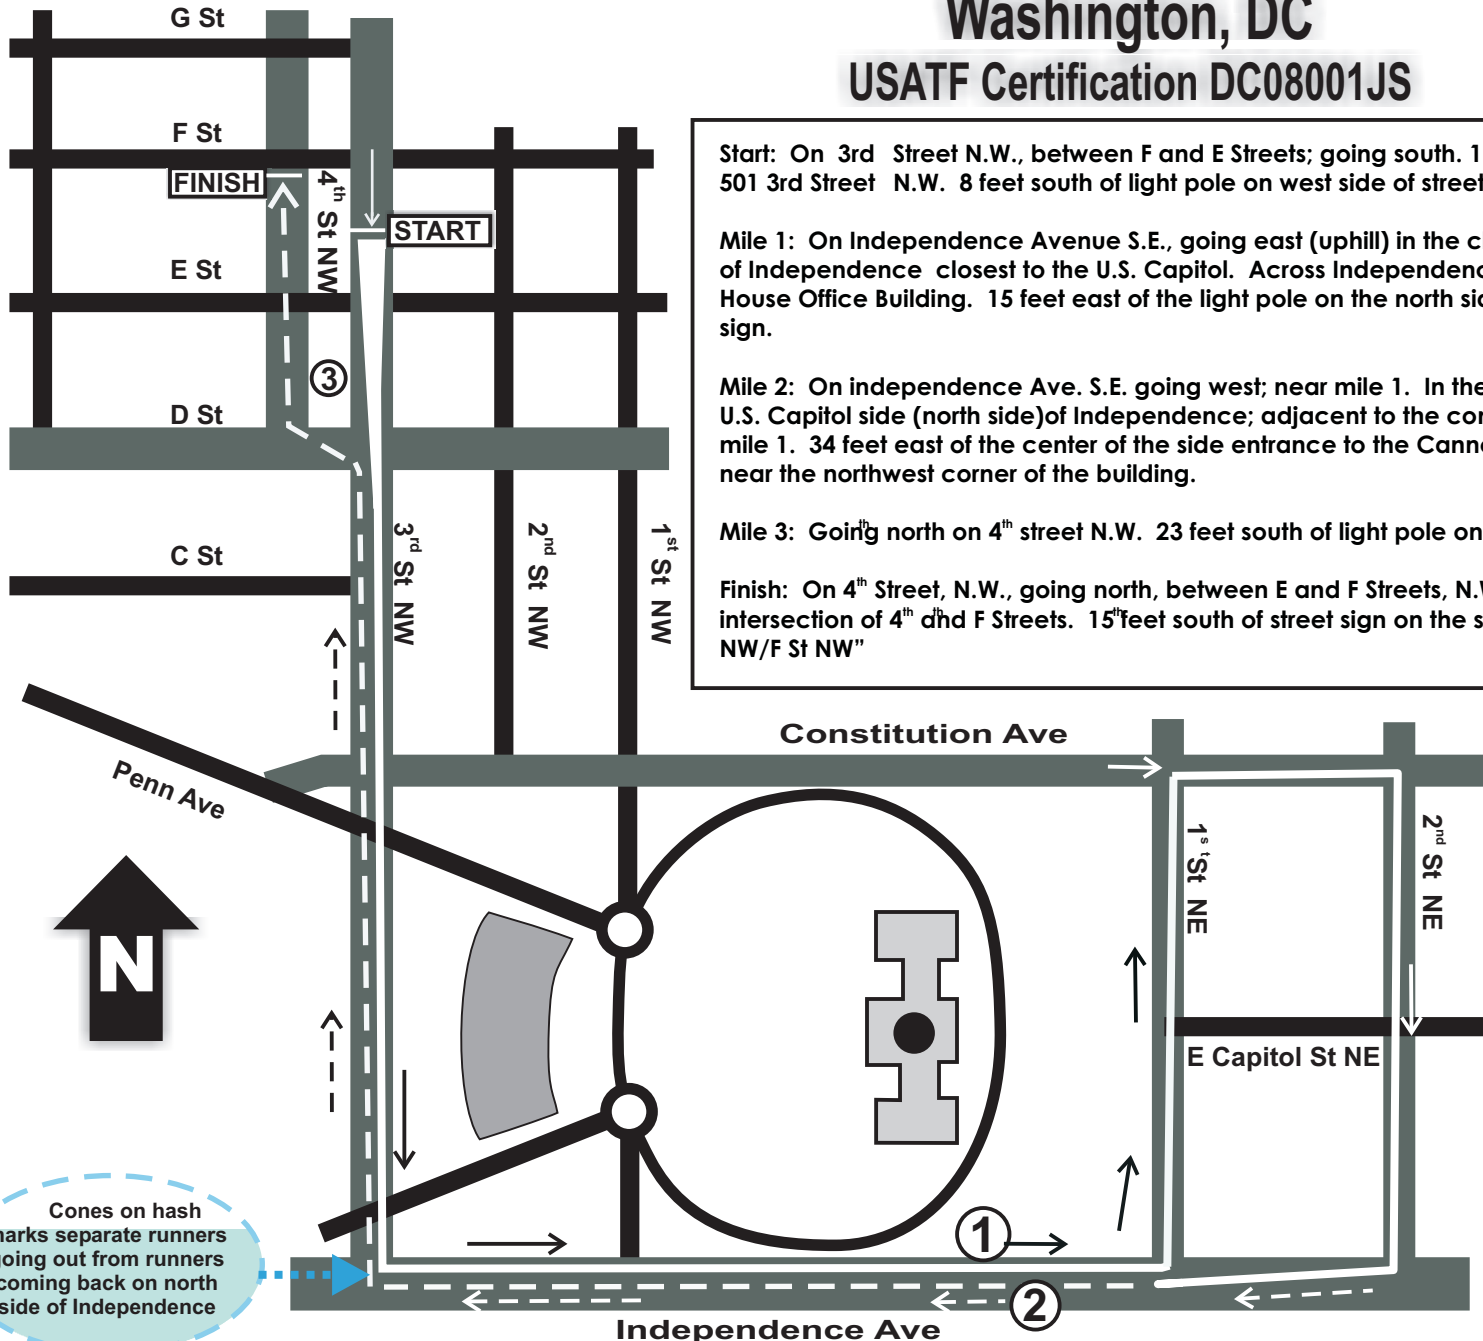 Washington, DC
USATF Certification DC08001JS
Start: On 3rd Street N.W., between F and E Streets; going south. 1
501 3rd Street N.W. 8 feet south of light pole on west side of street
Mile 1: On Independence Avenue S.E., going east (uphill) in the c
of Independence closest to the U.S. Capitol. Across Independenc
House Office Building. 15 feet east of the light pole on the north sid
sign.
Mile 2: On independence Ave. S.E. going west; near mile 1. In the
U.S. Capitol side (north side)of Independence; adjacent to the con
mile 1. 34 feet east of the center of the side entrance to the Canno
near the northwest corner of the building.
Mile 3: Going north on 4th street N.W. 23 feet south of light pole on
Finish: On 4th Street, N.W., going north, between E and F Streets, N.W
intersection of 4th and F Streets. 15 feet south of street sign on the s
NW/F St NW”
G St
F St
FINISH
4th St NW
START
E St
3
D St
C St
3rd St NW
2nd St NW
1st St NW
Constitution Ave
Penn Ave
1st St NE
2nd St NE
N
E Capitol St NE
Cones on hash
marks separate runners
going out from runners
coming back on north
side of Independence
1
2
Independence Ave